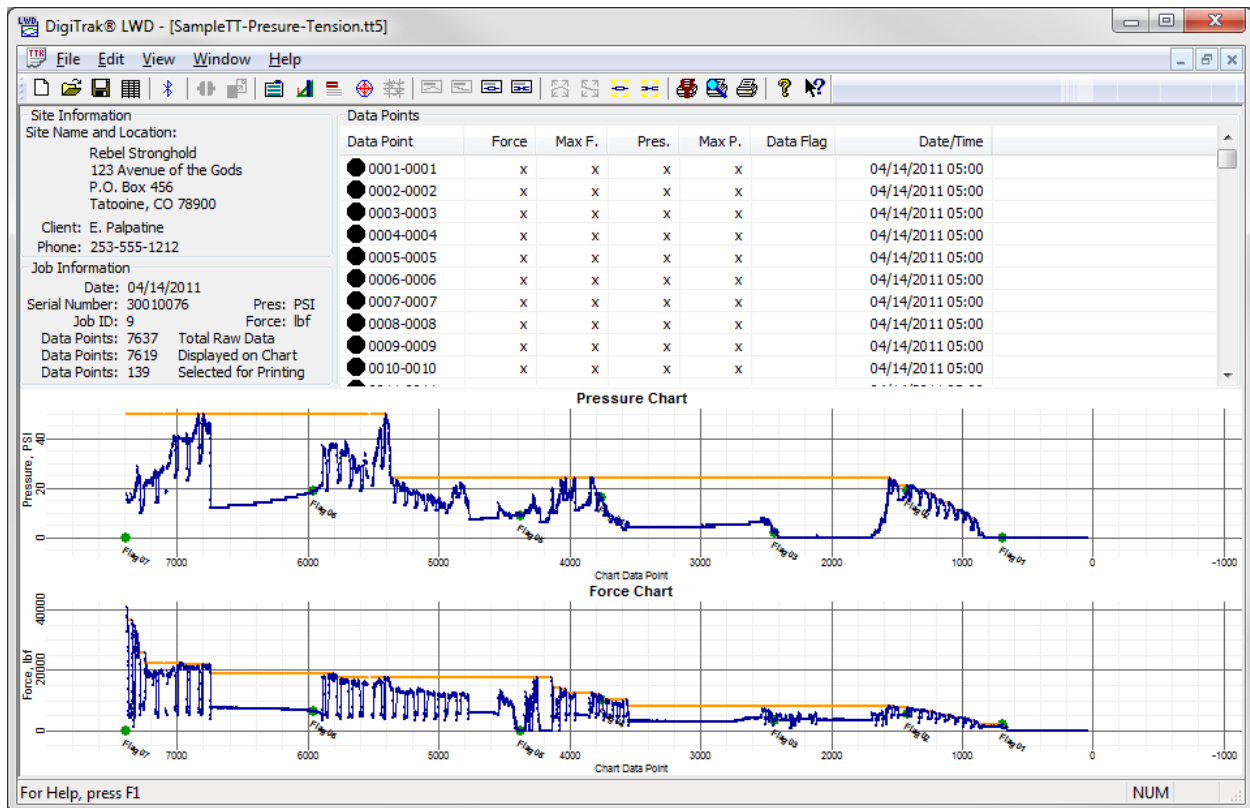 DigiTrak® LWD - [SampleTT-Presure-Tension.tt5]
File Edit View Window Help
Site Information
Site Name and Location:
Rebel Stronghold
123 Avenue of the Gods
P.O. Box 456
Tatooine, CO 78900
Client: E. Palpatine
Phone: 253-555-1212
Job Information
Date: 04/14/2011
Serial Number: 30010076 Pres: PSI
Job ID: 9 Force: lbf
Data Points: 7637 Total Raw Data
Data Points: 7619 Displayed on Chart
Data Points: 139 Selected for Printing
Data Points
Data Point Force Max F. Pres. Max P. Data Flag Date/Time
0001-0001 x x x x 04/14/2011 05:00
0002-0002 x x x x 04/14/2011 05:00
0003-0003 x x x x 04/14/2011 05:00
0004-0004 x x x x 04/14/2011 05:00
0005-0005 x x x x 04/14/2011 05:00
0006-0006 x x x x 04/14/2011 05:00
0007-0007 x x x x 04/14/2011 05:00
0008-0008 x x x x 04/14/2011 05:00
0009-0009 x x x x 04/14/2011 05:00
0010-0010 x x x x 04/14/2011 05:00
Pressure Chart
Pressure, PSI
40
20
0
Flag 07 Flag 06 Flag 05 Flag 03 Flag 02 Flag 01
7000 6000 5000 4000 3000 2000 1000 0 -1000
Chart Data Point
Force Chart
Force, lbf
40000
20000
0
Flag 07 Flag 06 Flag 05 Flag 03 Flag 02 Flag 01
7000 6000 5000 4000 3000 2000 1000 0 -1000
Chart Data Point
For Help, press F1
NUM